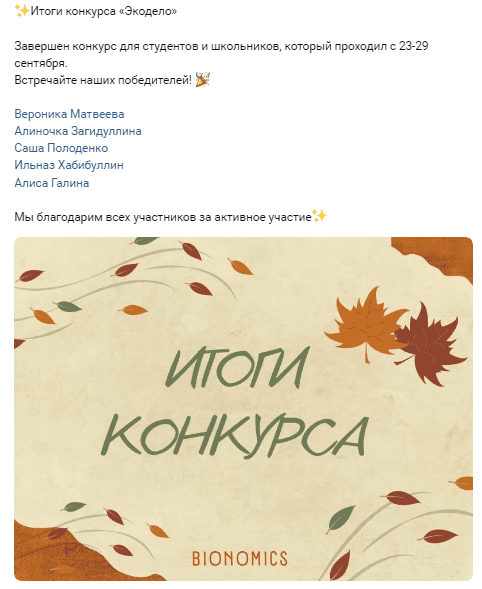 ✨Итоги конкурса «Экодело»
Завершен конкурс для студентов и школьников, который проходил с 23-29
сентября.
Встречайте наших победителей! 🎉
Вероника Матвеева
Алиночка Загидуллина
Саша Полоденко
Ильназ Хабибуллин
Алиса Галина
Мы благодарим всех участников за активное участие✨
ИТОГИ
КОНКУРСА
BIONOMICS